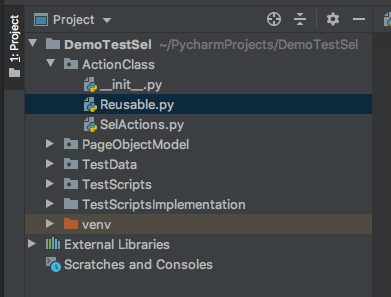 1: Project
Project
DemoTestSel ~/PycharmProjects/DemoTestSel
ActionClass
__init__.py
Reusable.py
SelActions.py
PageObjectModel
TestData
TestScripts
TestScriptsImplementation
venv
External Libraries
Scratches and Consoles